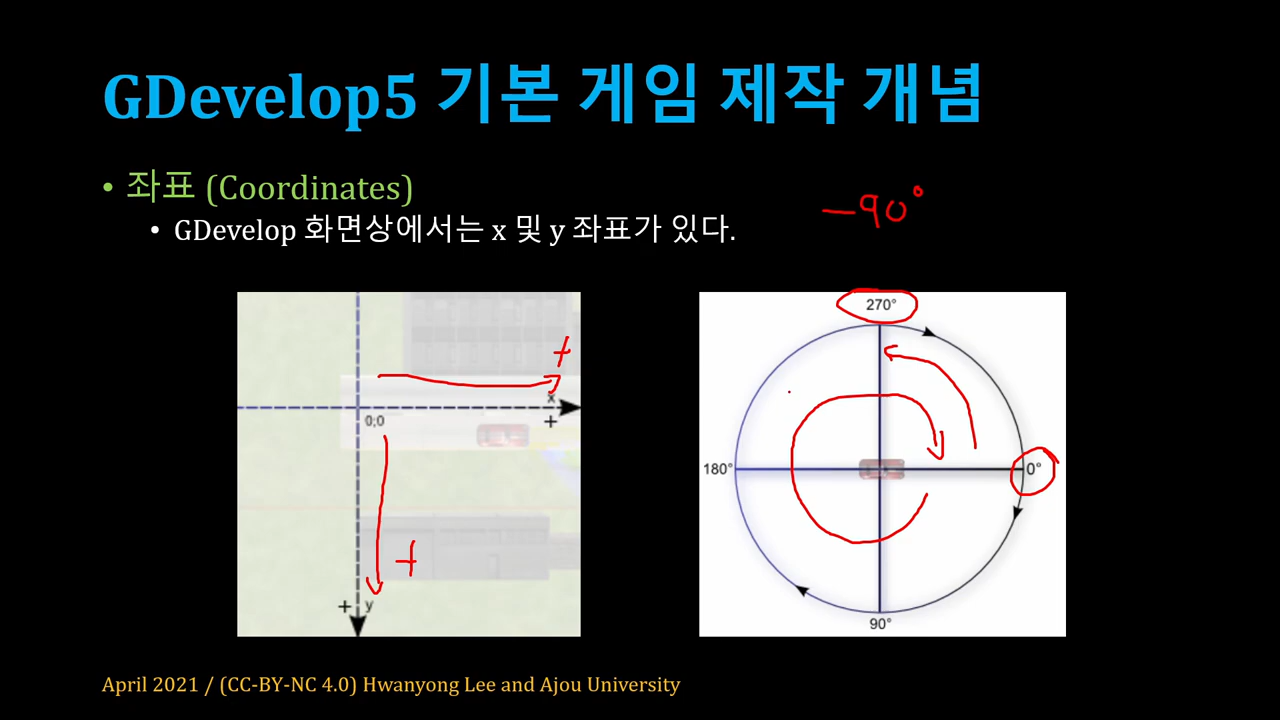 GDevelop5 기본 게임 제작 개념
• 좌표 (Coordinates)
• GDevelop 화면상에서는 x 및 y 좌표가 있다.
-90°
+
x
0;0
+
+
+ y
270°
180°
0°
90°
April 2021 / (CC-BY-NC 4.0) Hwanyong Lee and Ajou University